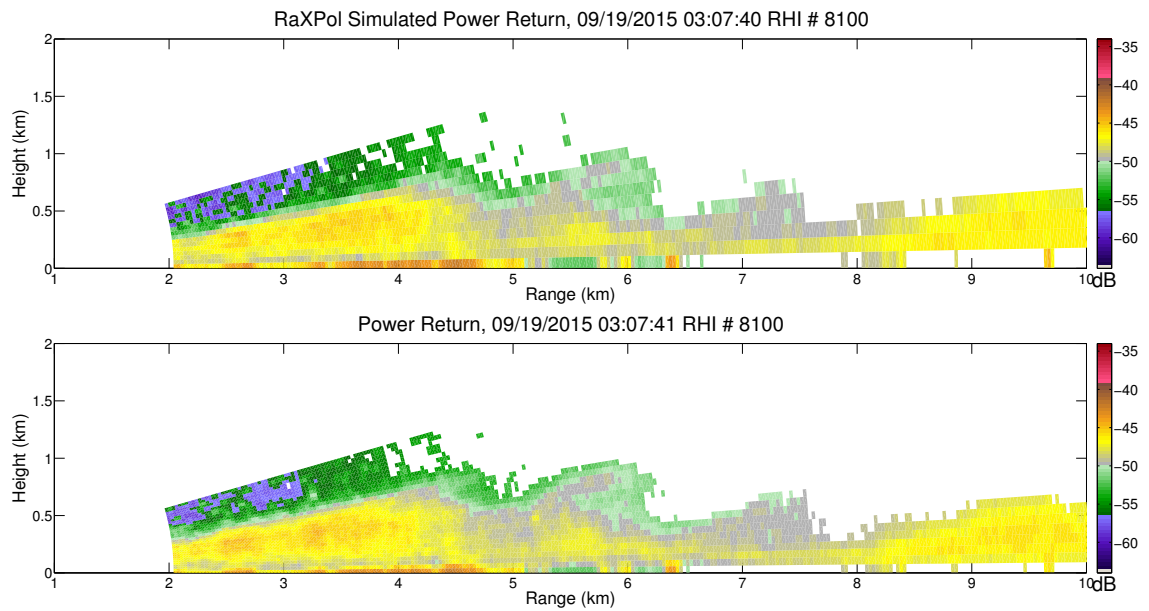 RaXPol Simulated Power Return, 09/19/2015 03:07:40 RHI # 8100
Height (km)
2
1.5
1
0.5
0
1 2 3 4 5 6 7 8 9 10
Range (km)
−35
−40
−45
−50
−55
−60
dB
Power Return, 09/19/2015 03:07:41 RHI # 8100
Height (km)
2
1.5
1
0.5
0
1 2 3 4 5 6 7 8 9 10
Range (km)
−35
−40
−45
−50
−55
−60
dB